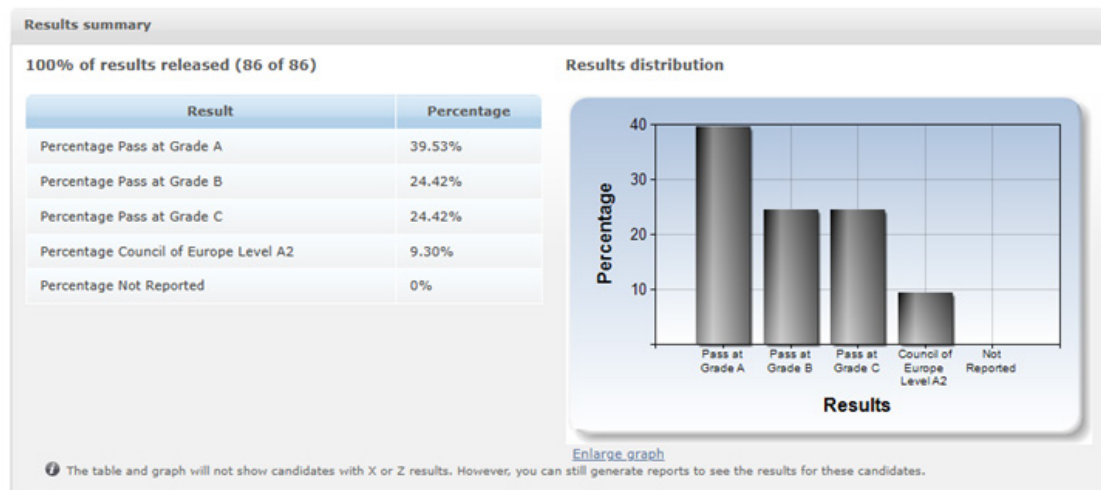 Results summary
100% of results released (86 of 86)
Result Percentage
Percentage Pass at Grade A 39.53%
Percentage Pass at Grade B 24.42%
Percentage Pass at Grade C 24.42%
Percentage Council of Europe Level A2 9.30%
Percentage Not Reported 0%
Results distribution
Percentage
40
30
20
10
Pass at
Grade A
Pass at
Grade B
Pass at
Grade C
Council of
Europe
Level A2
Not
Reported
Results
Enlarge graph
i The table and graph will not show candidates with X or Z results. However, you can still generate reports to see the results for these candidates.